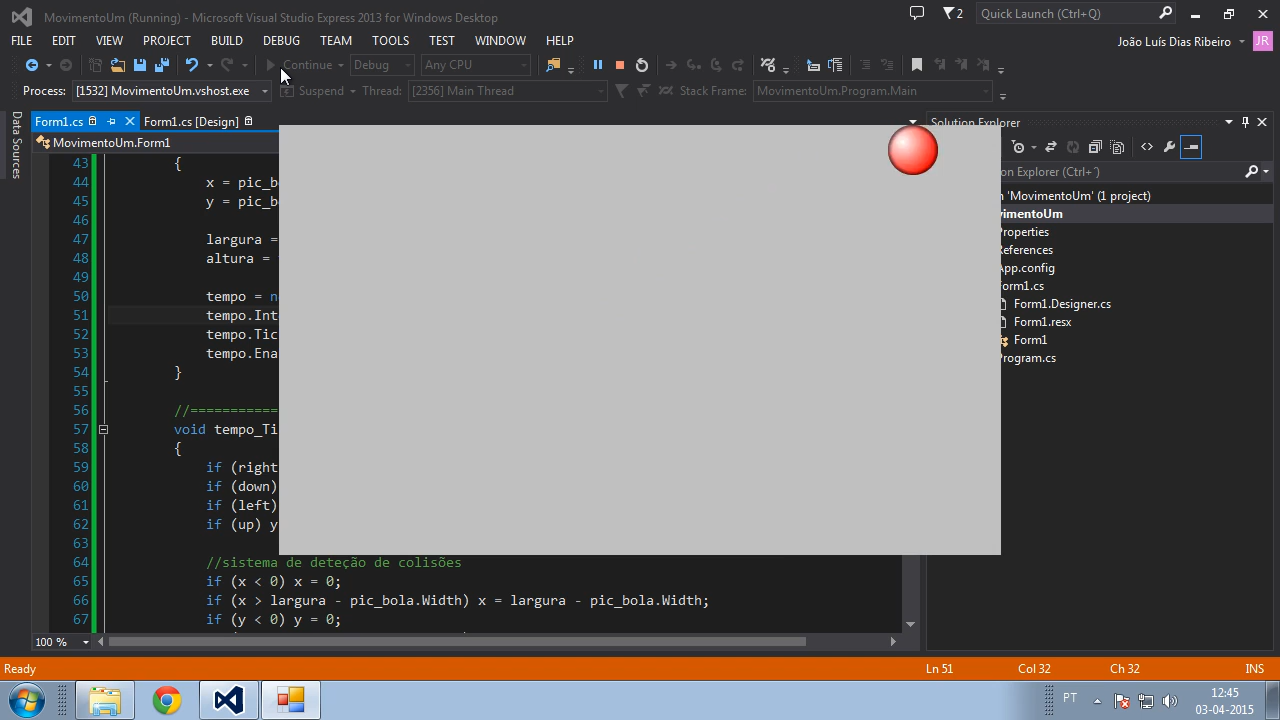 MovimentoUm (Running) - Microsoft Visual Studio Express 2013 for Windows Desktop
2
Quick Launch (Ctrl+Q)
FILE EDIT VIEW PROJECT BUILD DEBUG TEAM TOOLS TEST WINDOW HELP
João Luís Dias Ribeiro
JR
Continue
Debug
Any CPU
Process: [1532] MovimentoUm.vshost.exe
Suspend
Thread: [2356] Main Thread
Stack Frame: MovimentoUm.Program.Main
Data Sources
Form1.cs
Form1.cs [Design]
MovimentoUm.Form1
43 {
44 x = pic_b
45 y = pic_b
46
47 largura =
48 altura =
49
50 tempo = n
51 tempo.Int
52 tempo.Tic
53 tempo.Ena
54 }
55
56 //===========
57 void tempo_Ti
58 {
59 if (right
60 if (down)
61 if (left)
62 if (up) y
63
64 //sistema de deteção de colisões
65 if (x < 0) x = 0;
66 if (x > largura - pic_bola.Width) x = largura - pic_bola.Width;
67 if (y < 0) y = 0;
100 %
Solution Explorer
on Explorer (Ctrl+´)
n 'MovimentoUm' (1 project)
vimentoUm
Properties
References
App.config
orm1.cs
Form1.Designer.cs
Form1.resx
Form1
Program.cs
Ready
Ln 51
Col 32
Ch 32
INS
PT
12:45
03-04-2015